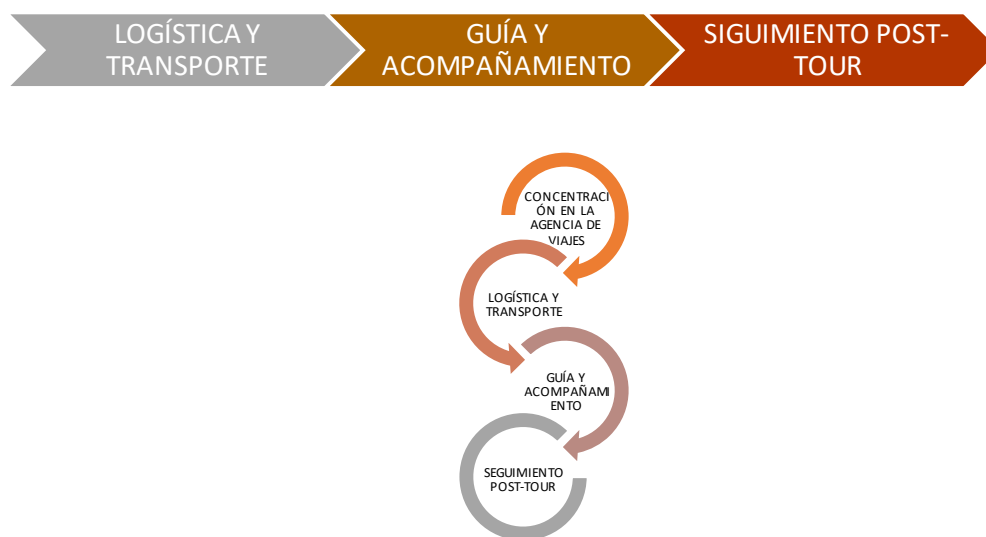 LOGÍSTICA Y
TRANSPORTE
GUÍA Y
ACOMPAÑAMIENTO
SIGUIMIENTO POST-
TOUR
CONCENTRACI
ÓN EN LA
AGENCIA DE
VIAJES
LOGÍSTICA Y
TRANSPORTE
GUÍA Y
ACOMPAÑAMI
ENTO
SEGUIMIENTO
POST-TOUR